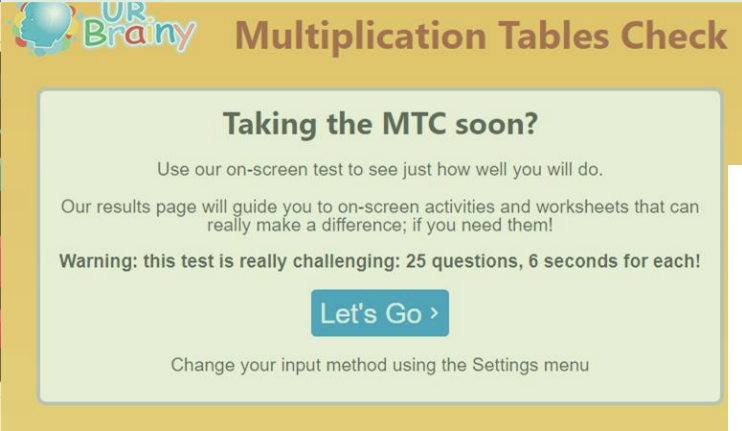 UR
Brainy
Multiplication Tables Check
Taking the MTC soon?
Use our on-screen test to see just how well you will do.
Our results page will guide you to on-screen activities and worksheets that can
really make a difference; if you need them!
Warning: this test is really challenging: 25 questions, 6 seconds for each!
Let's Go ›
Change your input method using the Settings menu